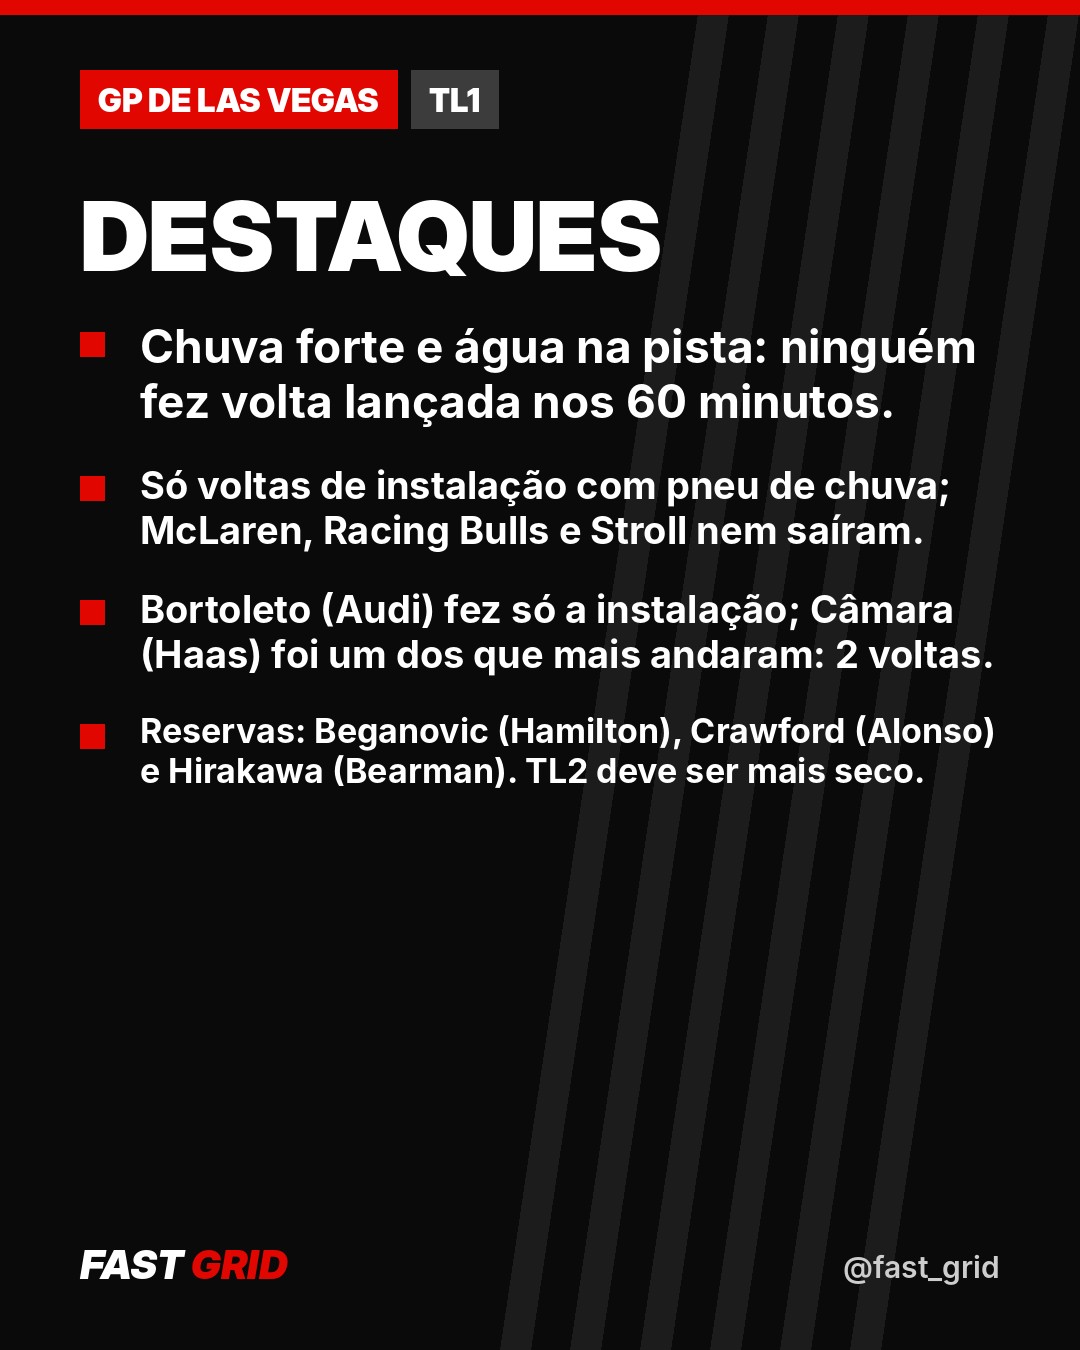 GP DE LAS VEGAS TL1
DESTAQUES
Chuva forte e água na pista: ninguém
fez volta lançada nos 60 minutos.
Só voltas de instalação com pneu de chuva;
McLaren, Racing Bulls e Stroll nem saíram.
Bortoleto (Audi) fez só a instalação; Câmara
(Haas) foi um dos que mais andaram: 2 voltas.
Reservas: Beganovic (Hamilton), Crawford (Alonso)
e Hirakawa (Bearman). TL2 deve ser mais seco.
FAST GRID @fast_grid